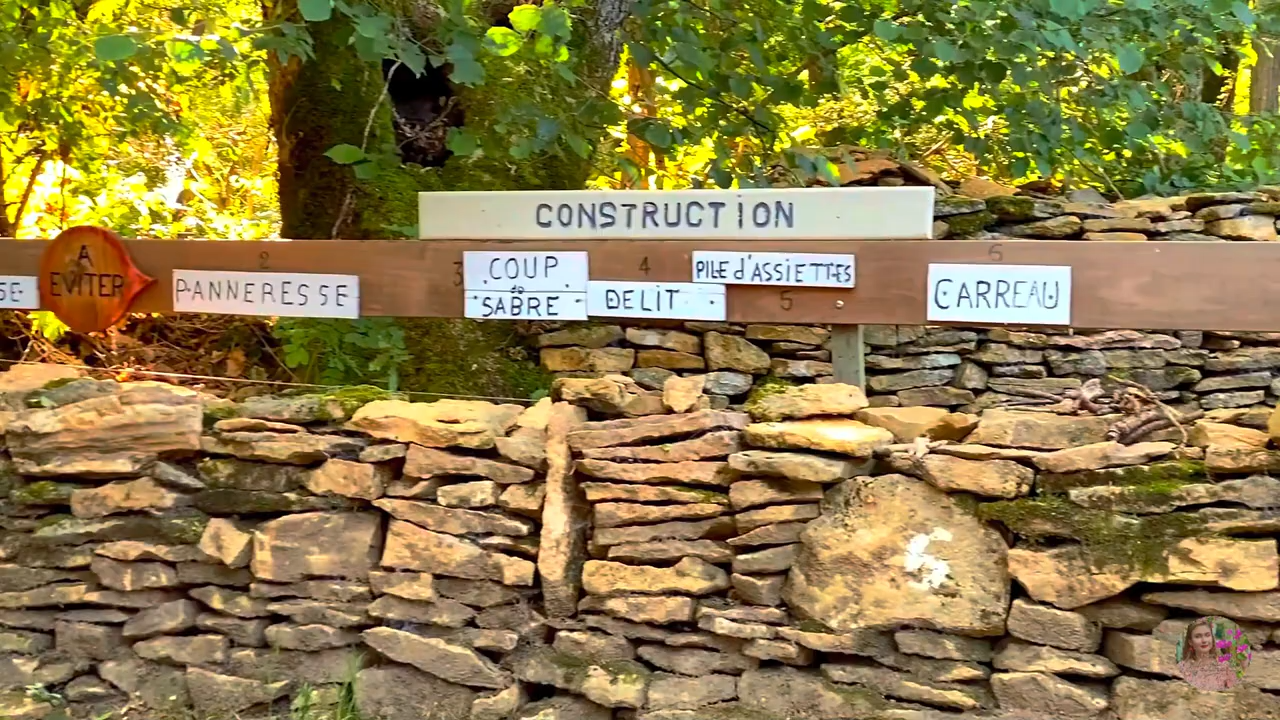 CONSTRUCTION
SE
A
EVITER
2
PANNERESSE
3
COUP
de
SABRE
4
DELIT
PILE d'ASSIETTES
5
6
CARREAU